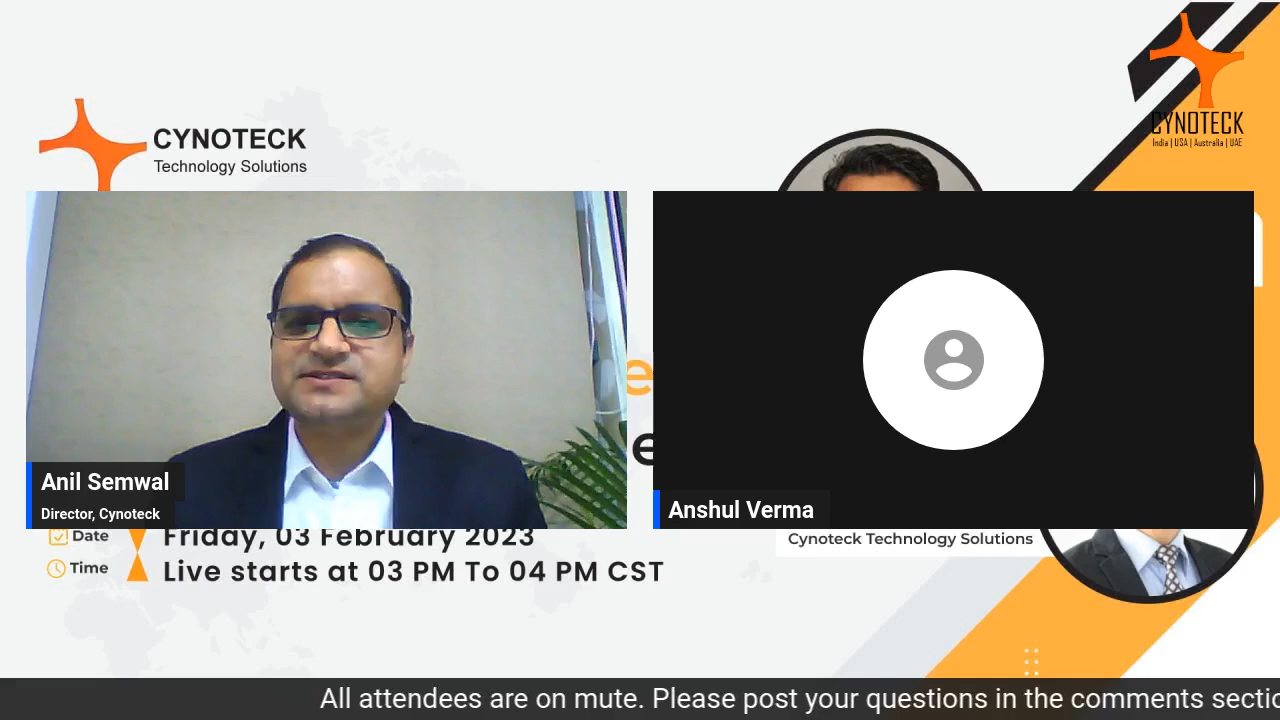 CYNOTECK
Technology Solutions
CYNOTECK
India | USA | Australia | UAE
Anil Semwal
Director, Cynoteck
Anshul Verma
Cynoteck Technology Solutions
Date
Friday, 03 February 2023
Time
Live starts at 03 PM To 04 PM CST
All attendees are on mute. Please post your questions in the comments sectio